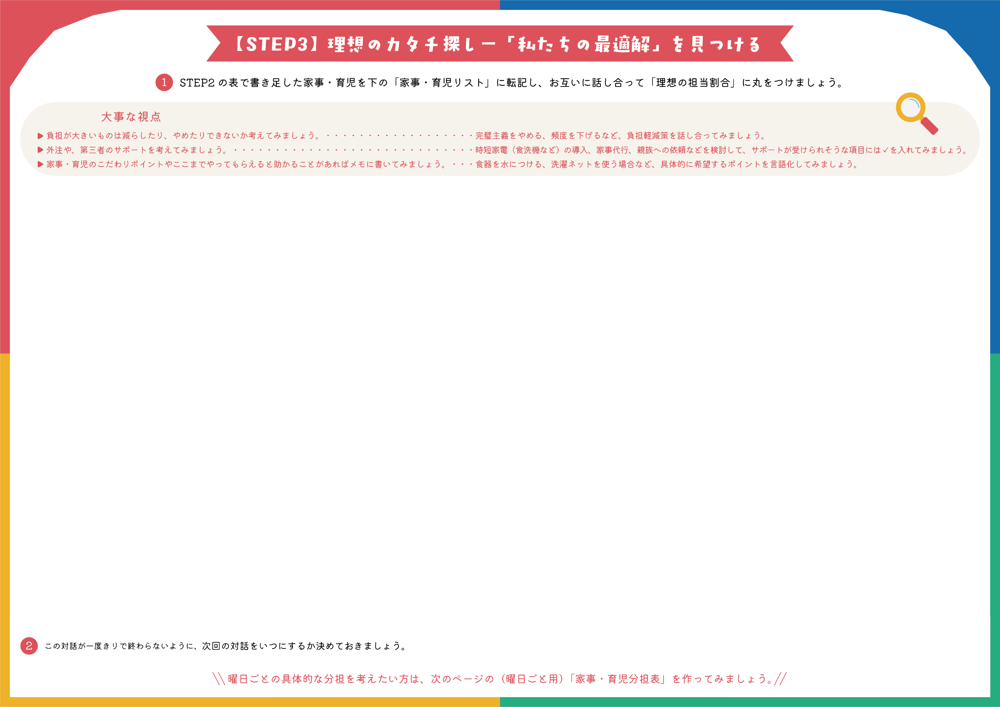 【STEP3】理想のカタチ探しー「私たちの最適解」を見つける
1 STEP2 の表で書き足した家事・育児を下の「家事・育児リスト」に転記し、お互いに話し合って「理想の担当割合」に丸をつけましょう。
大事な視点
▶負担が大きいものは減らしたり、やめたりできないか考えてみましょう。・・・・・・・・・・・・・・・・・・完璧主義をやめる、頻度を下げるなど、負担軽減策を話し合ってみましょう。
▶外注や、第三者のサポートを考えてみましょう。・・・・・・・・・・・・・・・・・・・・・・・・・・・・・時短家電（食洗機など）の導入、家事代行、親族への依頼などを検討して、サポートが受けられそうな項目には✓を入れてみましょう。
▶家事・育児のこだわりポイントやここまでやってもらえると助かることがあればメモに書いてみましょう。・・・食器を水につける、洗濯ネットを使う場合など、具体的に希望するポイントを言語化してみましょう。
2 この対話が一度きりで終わらないように、次回の対話をいつにするか決めておきましょう。
\\ 曜日ごとの具体的な分担を考えたい方は、次のページの（曜日ごと用）「家事・育児分担表」を作ってみましょう。//